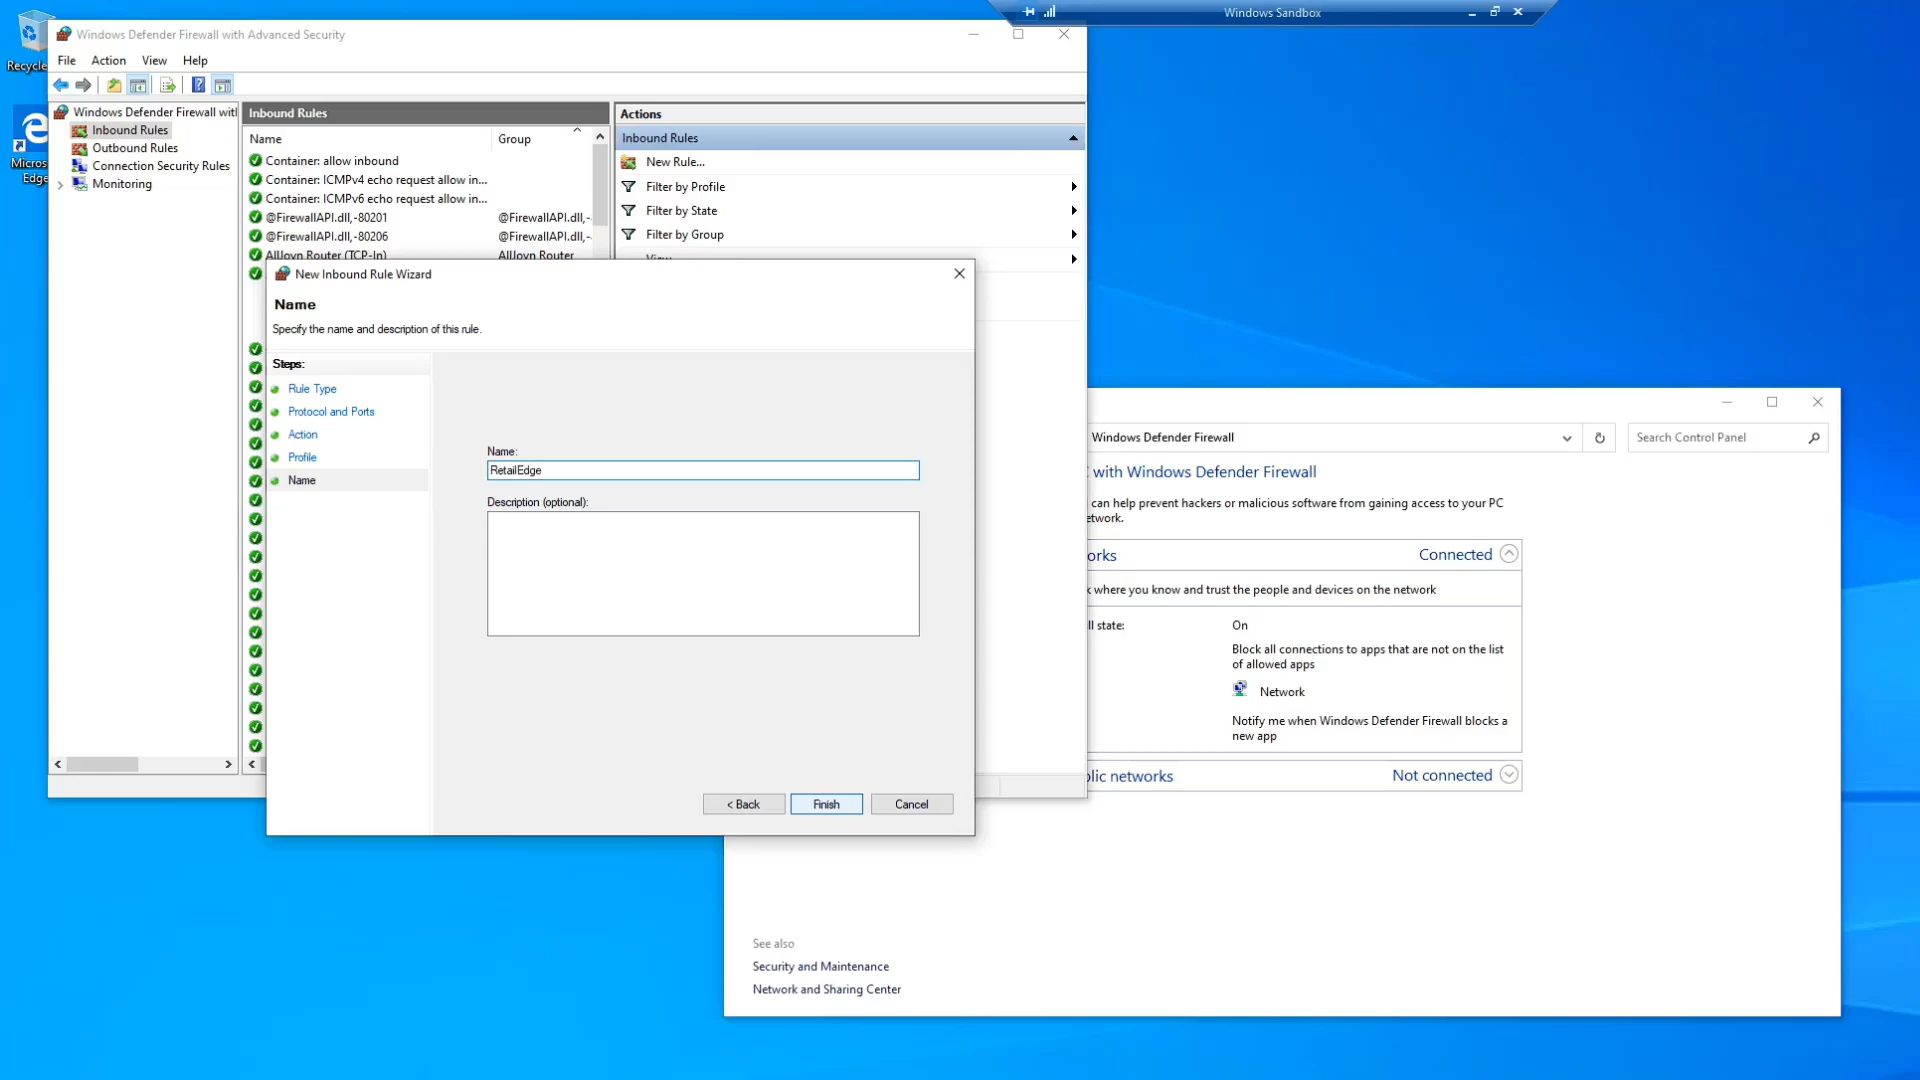 Windows Sandbox
Recycle
Micros
Edge
Windows Defender Firewall with Advanced Security
File Action View Help
Windows Defender Firewall wit
Inbound Rules
Outbound Rules
Connection Security Rules
Monitoring
Inbound Rules
Name Group
Container: allow inbound
Container: ICMPv4 echo request allow in...
Container: ICMPv6 echo request allow in...
@FirewallAPI.dll,-80201 @FirewallAPI.dll,-
@FirewallAPI.dll,-80206 @FirewallAPI.dll,-
AllJoyn Router (TCP-In) AllJoyn Router
Actions
Inbound Rules
New Rule...
Filter by Profile
Filter by State
Filter by Group
View
New Inbound Rule Wizard
Name
Specify the name and description of this rule.
Steps:
Rule Type
Protocol and Ports
Action
Profile
Name
Name:
RetailEdge
Description (optional):
< Back Finish Cancel
Windows Defender Firewall
Search Control Panel
with Windows Defender Firewall
can help prevent hackers or malicious software from gaining access to your PC
etwork.
orks Connected
where you know and trust the people and devices on the network
ll state: On
Block all connections to apps that are not on the list
of allowed apps
Network
Notify me when Windows Defender Firewall blocks a
new app
blic networks Not connected
See also
Security and Maintenance
Network and Sharing Center